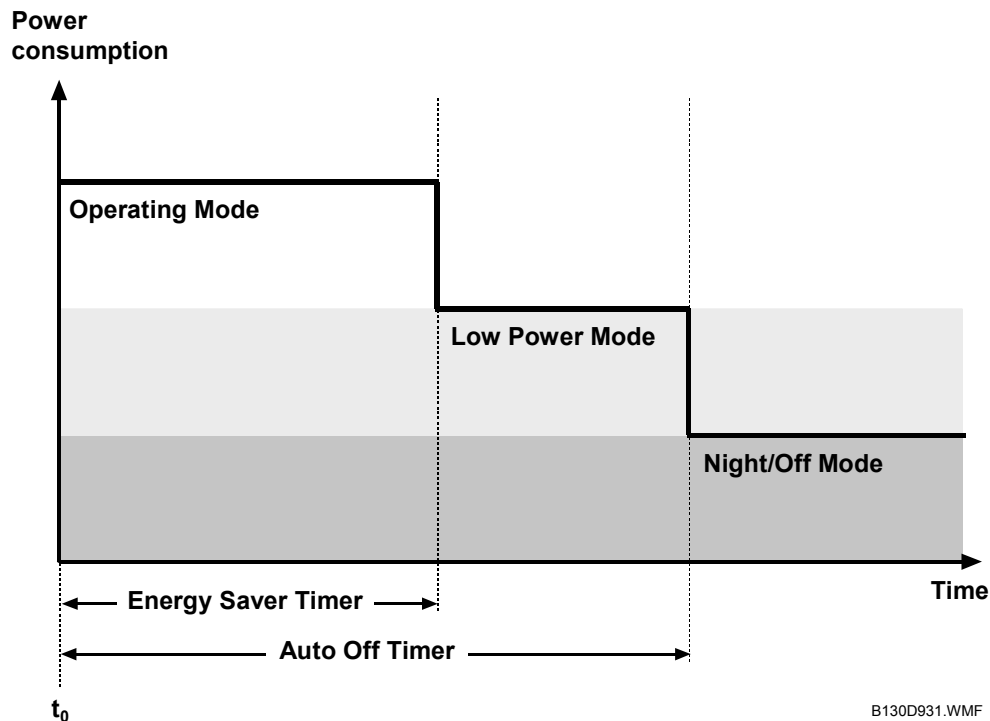 Power
consumption
Operating Mode
Low Power Mode
Night/Off Mode
Time
Energy Saver Timer
Auto Off Timer
t₀
B130D931.WMF